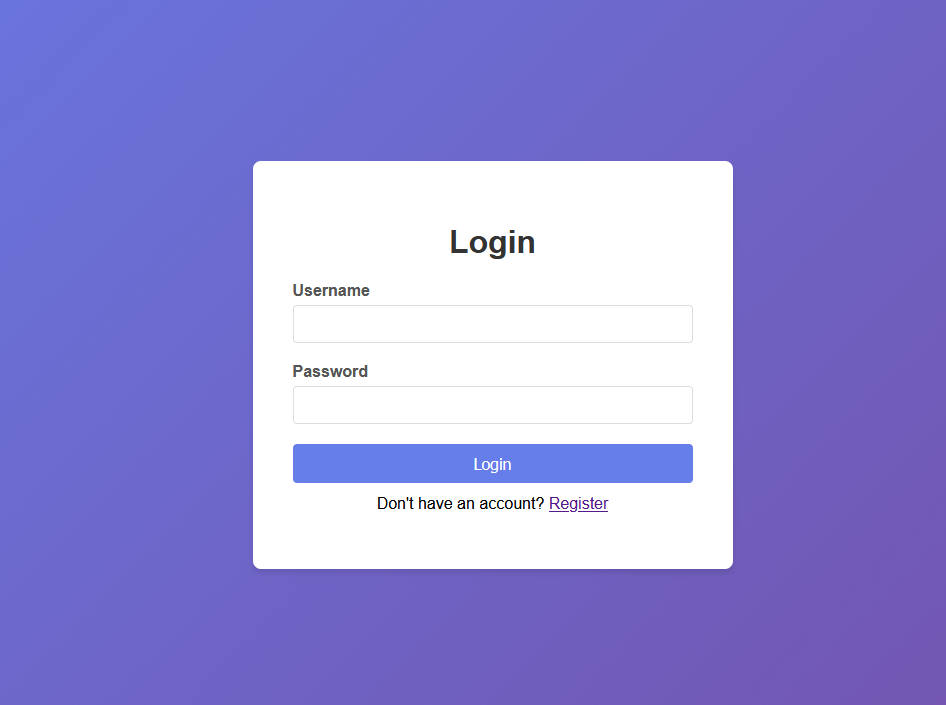 Login
Username
Password
Login
Don't have an account? Register